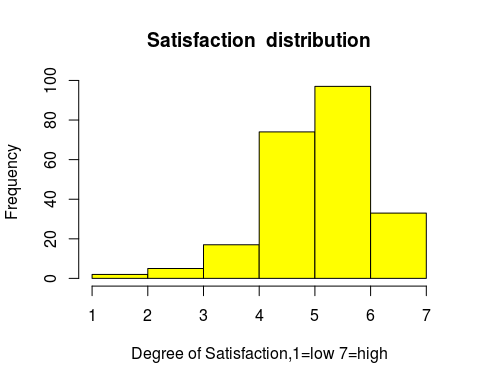 Satisfaction  distribution
Frequency
100
80
60
40
20
0
1 2 3 4 5 6 7
Degree of Satisfaction,1=low 7=high